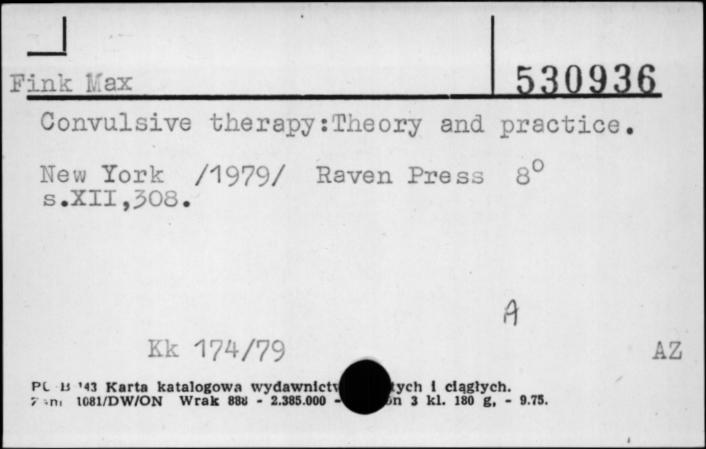 Fink Max
530936
Convulsive therapy:Theory and practice.
New York /1979/ Raven Press 8°
s.XII,308.
A
Kk 174/79
AZ
B 143 Karta katalogowa i ciągłych.
1081/DW/ON Wrak 888 - 2.385.000 - 3 kl. 180 g, - 9.75.